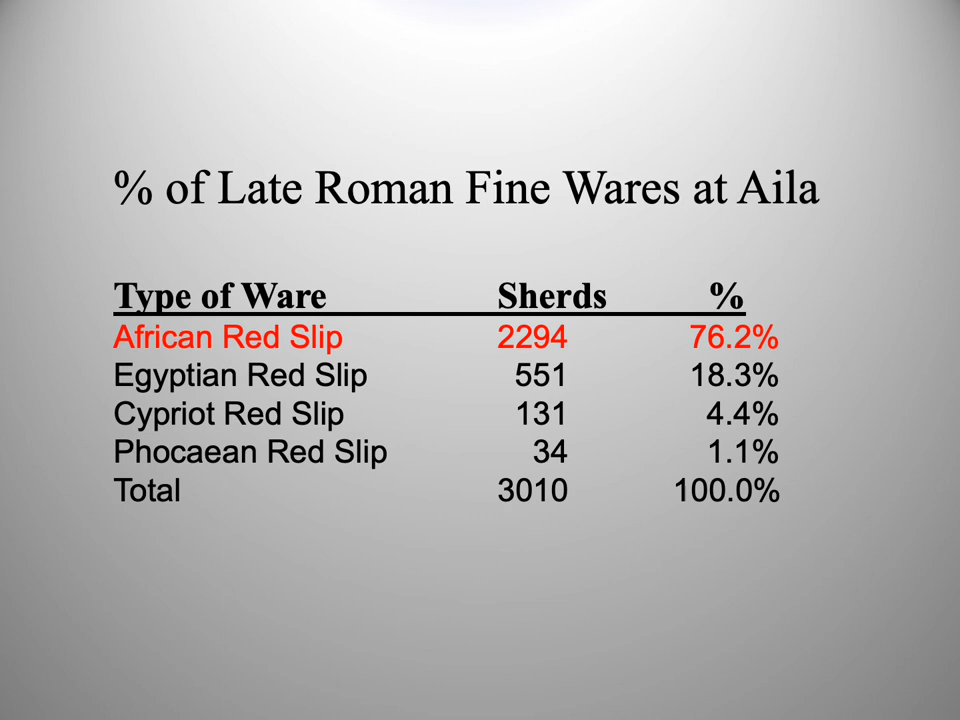 % of Late Roman Fine Wares at Aila
Type of Ware Sherds %
African Red Slip 2294 76.2%
Egyptian Red Slip 551 18.3%
Cypriot Red Slip 131 4.4%
Phocaean Red Slip 34 1.1%
Total 3010 100.0%